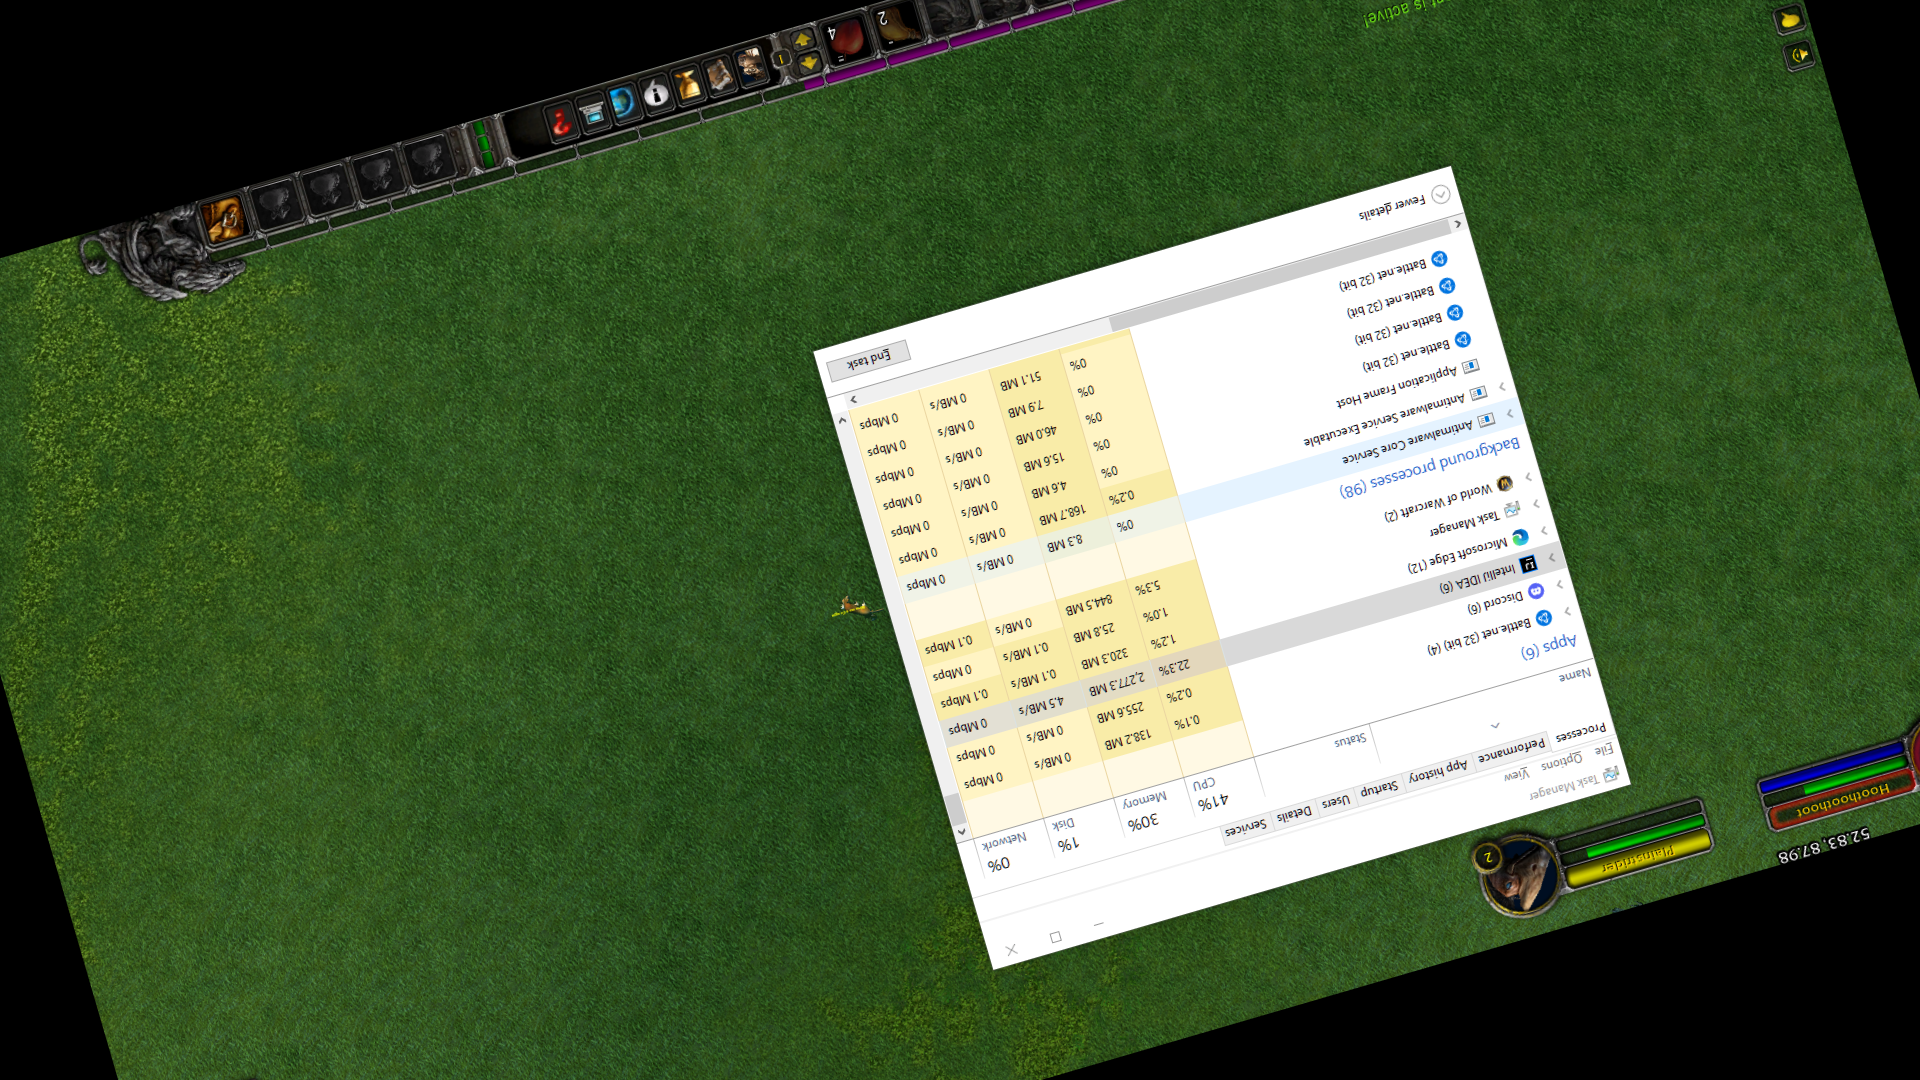 52.83, 87.98
Hoothoothoot
Plainstrider
2
Task Manager
File Options View
Processes Performance App history Startup Users Details Services
41% 30% 1% 0%
Name Status CPU Memory Disk Network
Apps (6)
Battle.net (32 bit) (4) 0.1% 138.2 MB 0 MB/s 0 Mbps
Discord (6) 0.2% 255.6 MB 0 MB/s 0 Mbps
IntelliJ IDEA (6) 22.3% 2,277.3 MB 4.5 MB/s 0 Mbps
Microsoft Edge (12) 1.2% 320.3 MB 0.1 MB/s 0.1 Mbps
Task Manager 1.0% 25.8 MB 0.1 MB/s 0 Mbps
World of Warcraft (2) 5.3% 844.5 MB 0 MB/s 0.1 Mbps
Background processes (98)
Antimalware Core Service 0% 8.3 MB 0 MB/s 0 Mbps
Antimalware Service Executable 0.2% 168.7 MB 0 MB/s 0 Mbps
Application Frame Host 0% 4.6 MB 0 MB/s 0 Mbps
Battle.net (32 bit) 0% 15.6 MB 0 MB/s 0 Mbps
Battle.net (32 bit) 0% 46.0 MB 0 MB/s 0 Mbps
Battle.net (32 bit) 0% 7.9 MB 0 MB/s 0 Mbps
Battle.net (32 bit) 0% 51.1 MB 0 MB/s 0 Mbps
Fewer details
End task
is active!
2
4
1